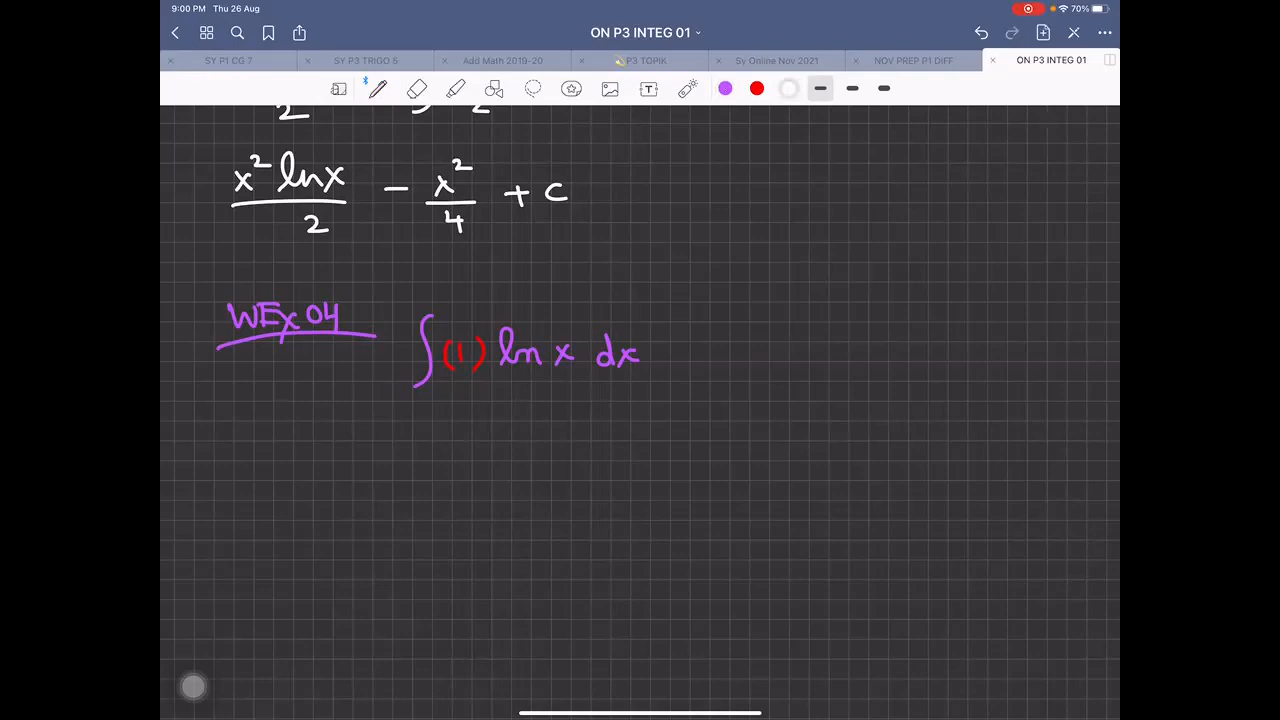 9:00 PM Thu 26 Aug 70%
ON P3 INTEG 01
SY P1 CG 7 SY P3 TRIGO 5 Add Math 2019-20 P3 TOPIK Sy Online Nov 2021 NOV PREP P1 DIFF ON P3 INTEG 01
x² ln x / 2 − x² / 4 + c
WEx 04 ∫ (1) ln x dx